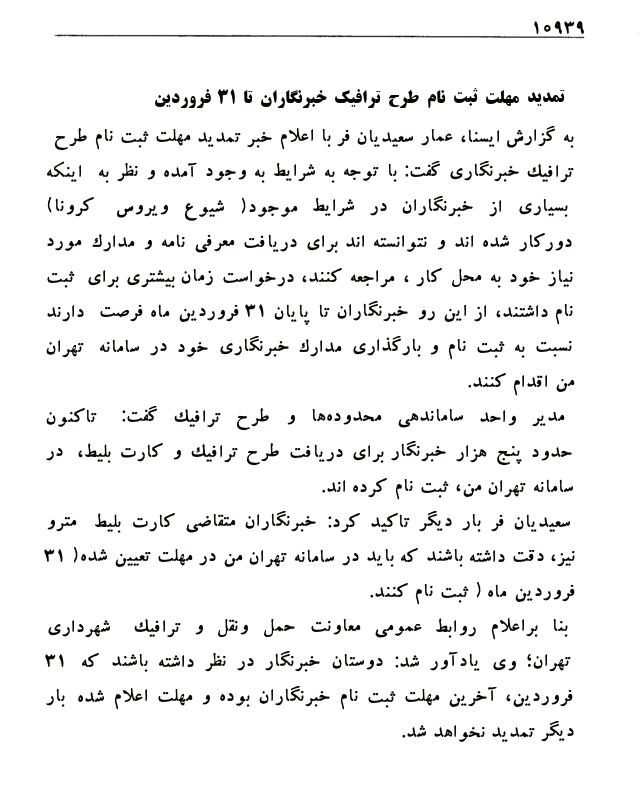 ۱۰۹۳۹
تمدید مهلت ثبت نام طرح ترافیک خبرنگاران تا ۳۱ فروردین
به گزارش ایسنا، عمار سعیدیان فر با اعلام خبر تمدید مهلت ثبت نام طرح
ترافیك خبرنگاری گفت: با توجه به شرایط به وجود آمده و نظر به اینکه
بسیاری از خبرنگاران در شرایط موجود( شیوع ویروس کرونا)
دورکار شده اند و نتوانسته اند برای دریافت معرفی نامه و مدارك مورد
نیاز خود به محل کار ، مراجعه کنند، درخواست زمان بیشتری برای ثبت
نام داشتند، از این رو خبرنگاران تا پایان ۳۱ فروردین ماه فرصت دارند
نسبت به ثبت نام و بارگذاری مدارك خبرنگاری خود در سامانه تهران
من اقدام کنند.
مدیر واحد ساماندهی محدوده‌ها و طرح ترافیك گفت: تاکنون
حدود پنج هزار خبرنگار برای دریافت طرح ترافیك و کارت بلیط، در
سامانه تهران من، ثبت نام کرده اند.
سعیدیان فر بار دیگر تاکید کرد: خبرنگاران متقاضی کارت بلیط مترو
نیز، دقت داشته باشند که باید در سامانه تهران من در مهلت تعیین شده( ۳۱
فروردین ماه ( ثبت نام کنند.
بنا براعلام روابط عمومی معاونت حمل ونقل و ترافیك شهرداری
تهران؛ وی یادآور شد: دوستان خبرنگار در نظر داشته باشند که ۳۱
فروردین، آخرین مهلت ثبت نام خبرنگاران بوده و مهلت اعلام شده بار
دیگر تمدید نخواهد شد.